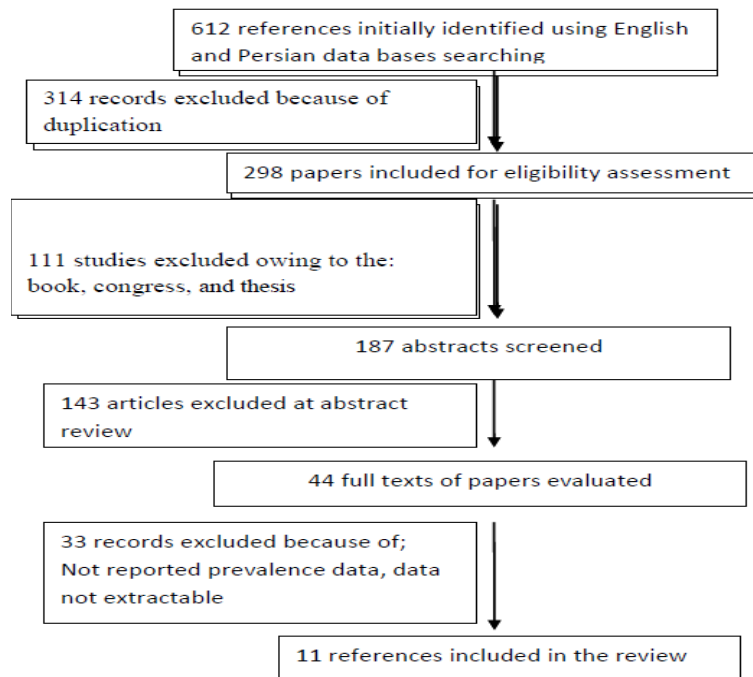 612 references initially identified using English
and Persian data bases searching
314 records excluded because of
duplication
298 papers included for eligibility assessment
111 studies excluded owing to the:
book, congress, and thesis
187 abstracts screened
143 articles excluded at abstract
review
44 full texts of papers evaluated
33 records excluded because of;
Not reported prevalence data, data
not extractable
11 references included in the review